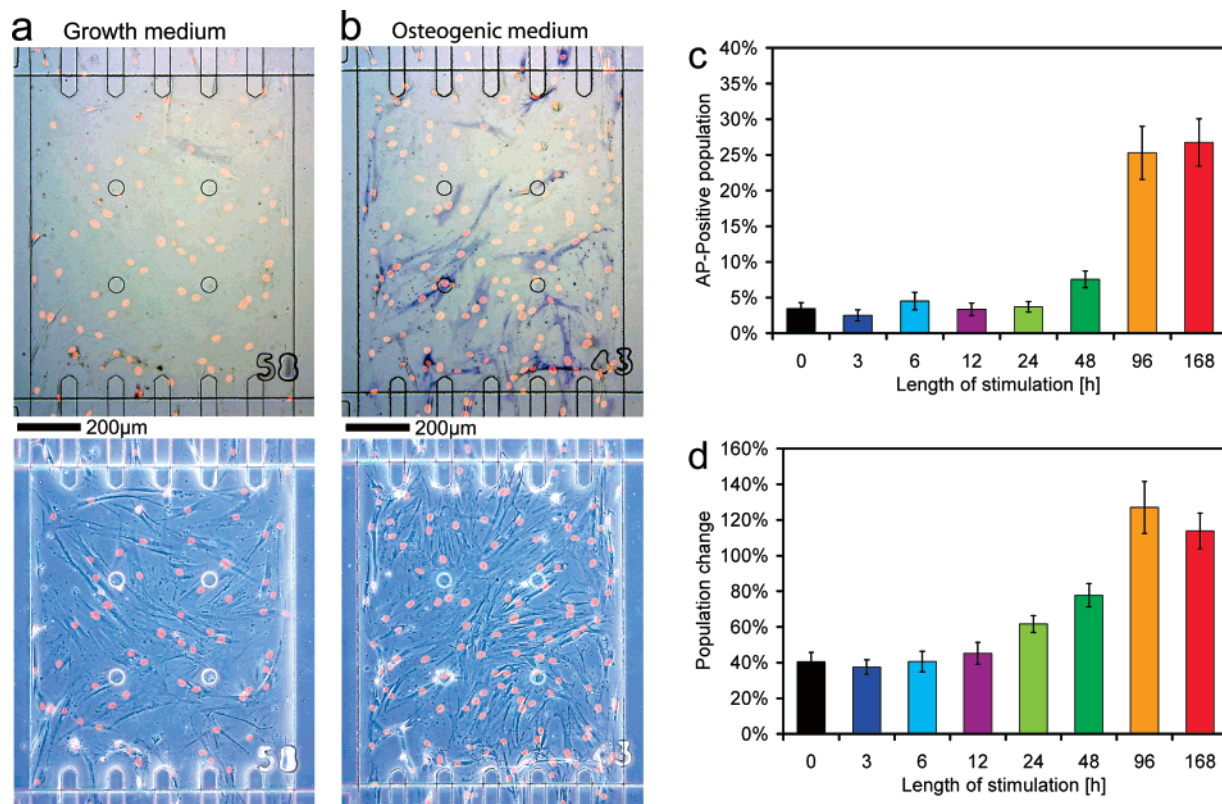 a Growth medium
b Osteogenic medium
58
43
200µm
200µm
58
43
c
AP-Positive population
40%
35%
30%
25%
20%
15%
10%
5%
0%
0 3 6 12 24 48 96 168
Length of stimulation [h]
d
Population change
160%
140%
120%
100%
80%
60%
40%
20%
0%
0 3 6 12 24 48 96 168
Length of stimulation [h]